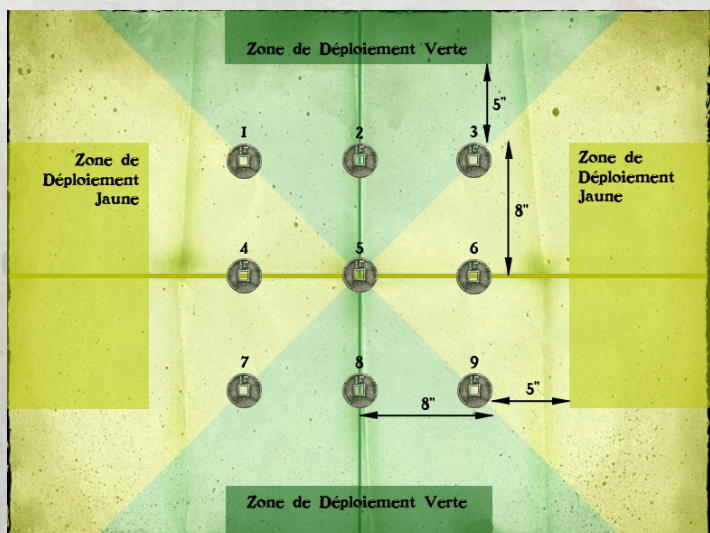 Zone de Déploiement Verte
5"
1 2 3
Zone de
Déploiement
Jaune
Zone de
Déploiement
Jaune
8"
4 5 6
7 8 9
8"
5"
Zone de Déploiement Verte